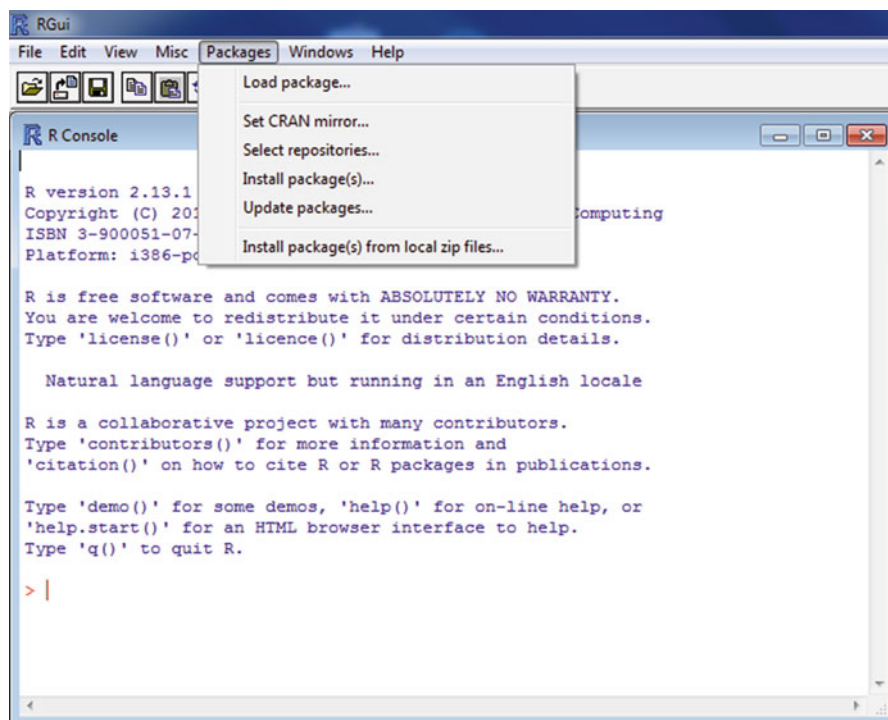 RGui
File Edit View Misc Packages Windows Help
Load package...
Set CRAN mirror...
Select repositories...
Install package(s)...
Update packages...
Install package(s) from local zip files...
R Console
R version 2.13.1
Copyright (C) 201 Computing
ISBN 3-900051-07-
Platform: i386-pc
R is free software and comes with ABSOLUTELY NO WARRANTY.
You are welcome to redistribute it under certain conditions.
Type 'license()' or 'licence()' for distribution details.
Natural language support but running in an English locale
R is a collaborative project with many contributors.
Type 'contributors()' for more information and
'citation()' on how to cite R or R packages in publications.
Type 'demo()' for some demos, 'help()' for on-line help, or
'help.start()' for an HTML browser interface to help.
Type 'q()' to quit R.
>